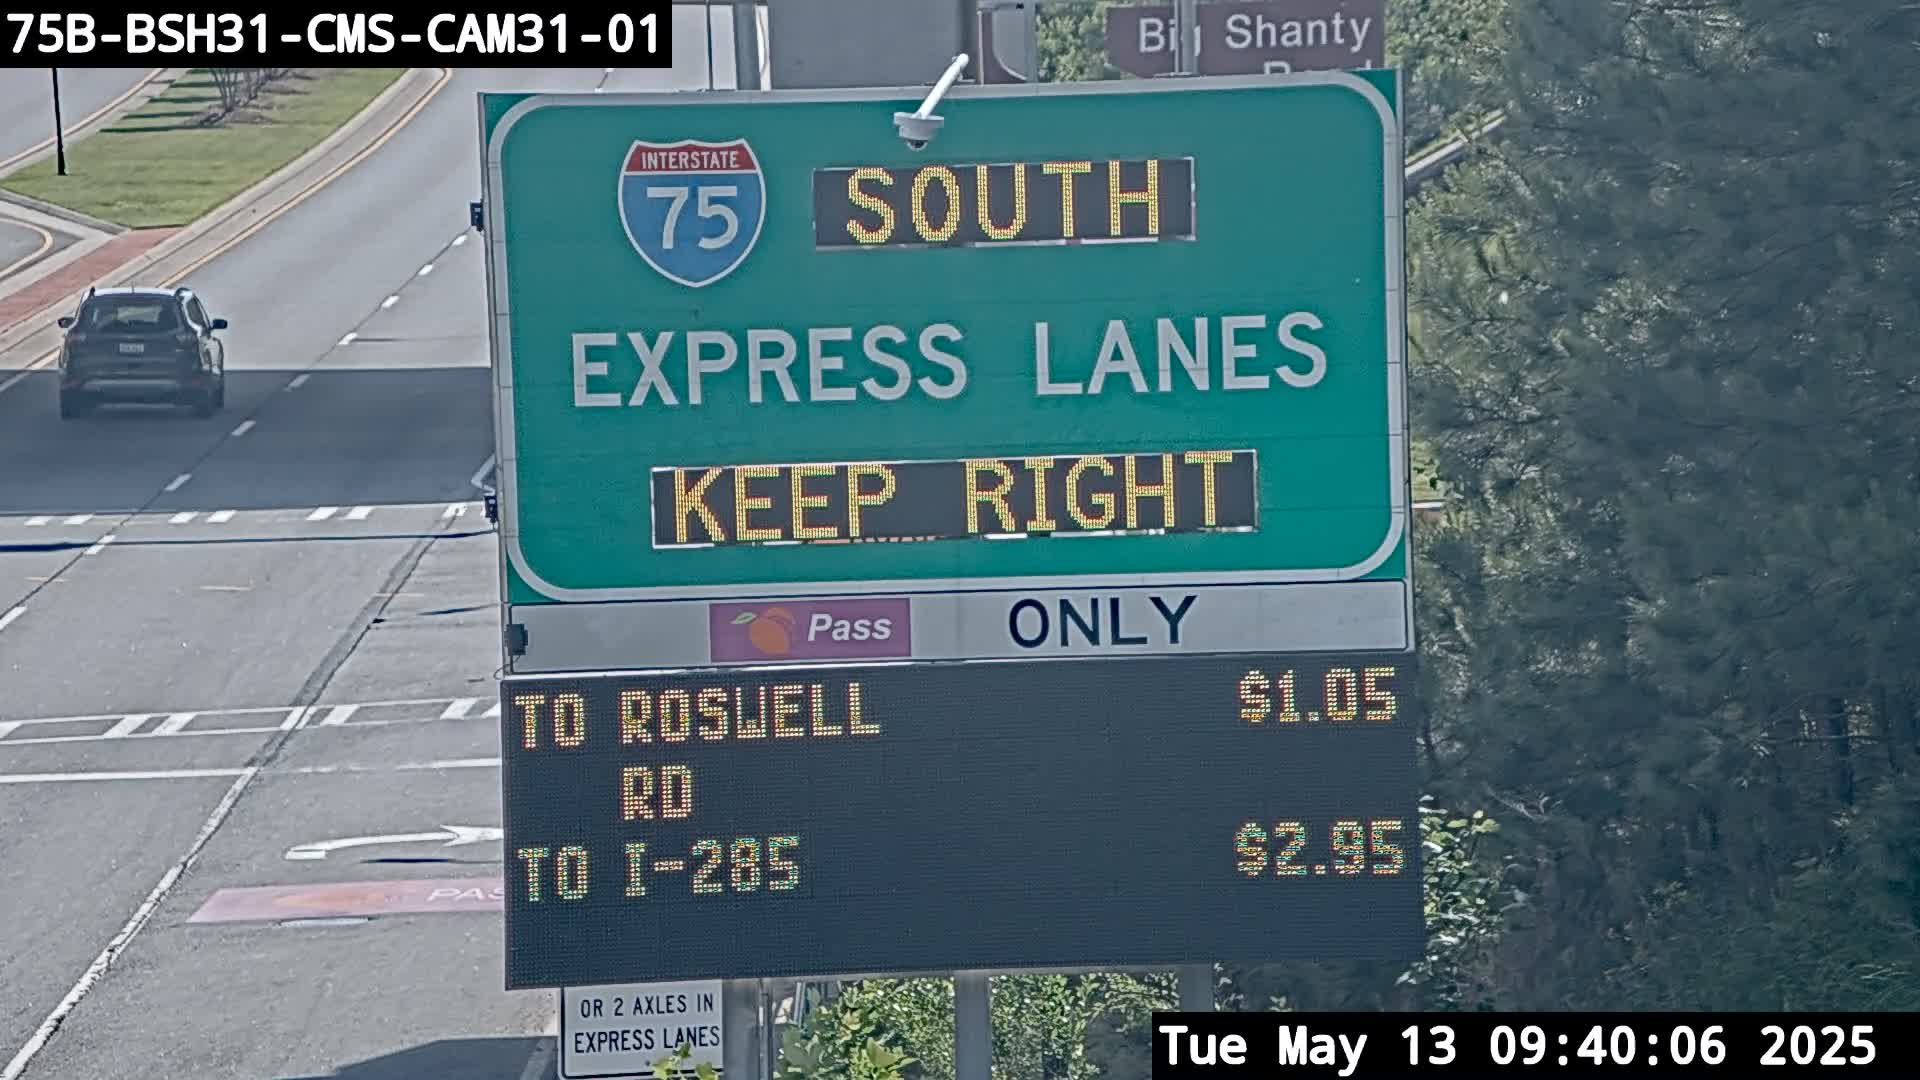 75B-BSH31-CMS-CAM31-01
Big Shanty
Road
INTERSTATE
75
SOUTH
EXPRESS LANES
KEEP RIGHT
Pass
ONLY
TO ROSWELL $1.05
RD
TO I-285 $2.95
PAS
OR 2 AXLES IN
EXPRESS LANES
Tue May 13 09:40:06 2025